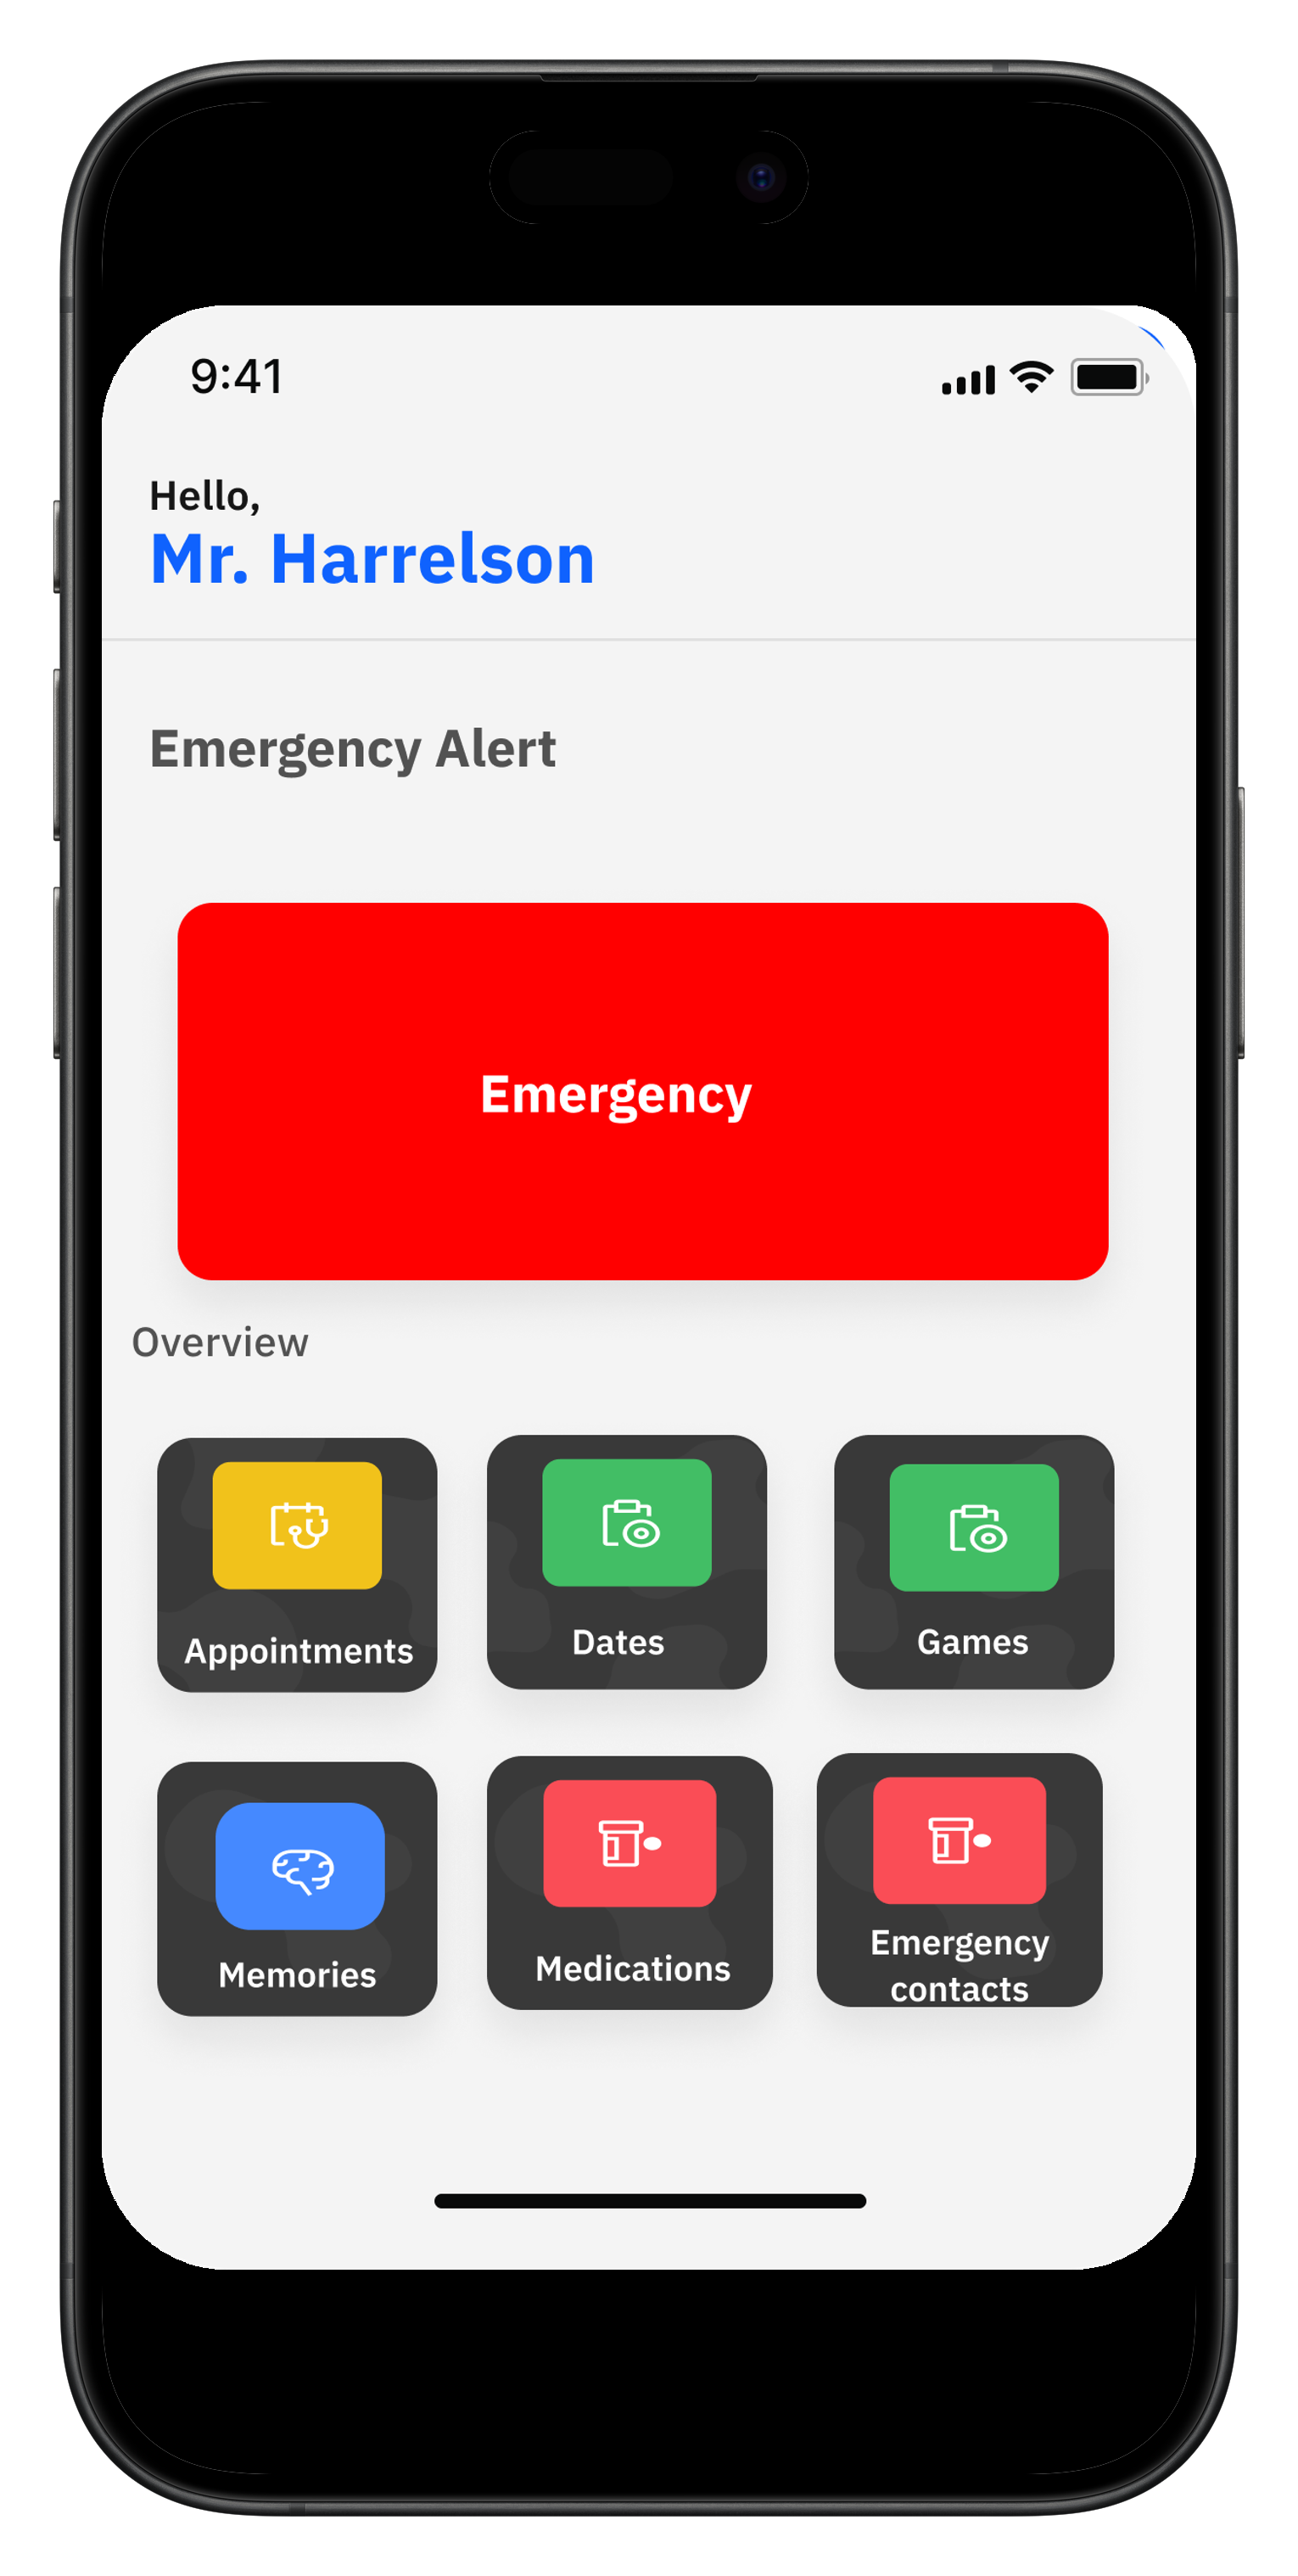 9:41
Hello,
Mr. Harrelson
Emergency Alert
Emergency
Overview
Appointments
Dates
Games
Memories
Medications
Emergency
contacts